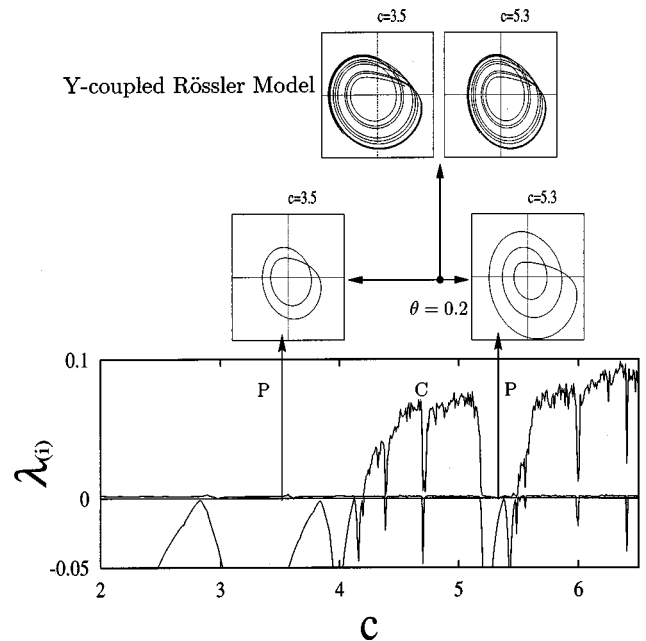 c=3.5
c=5.3
Y-coupled Rössler Model
c=3.5
c=5.3
θ = 0.2
0.1
P
C
P
λ(i)
0
-0.05
2
3
4
5
6
c